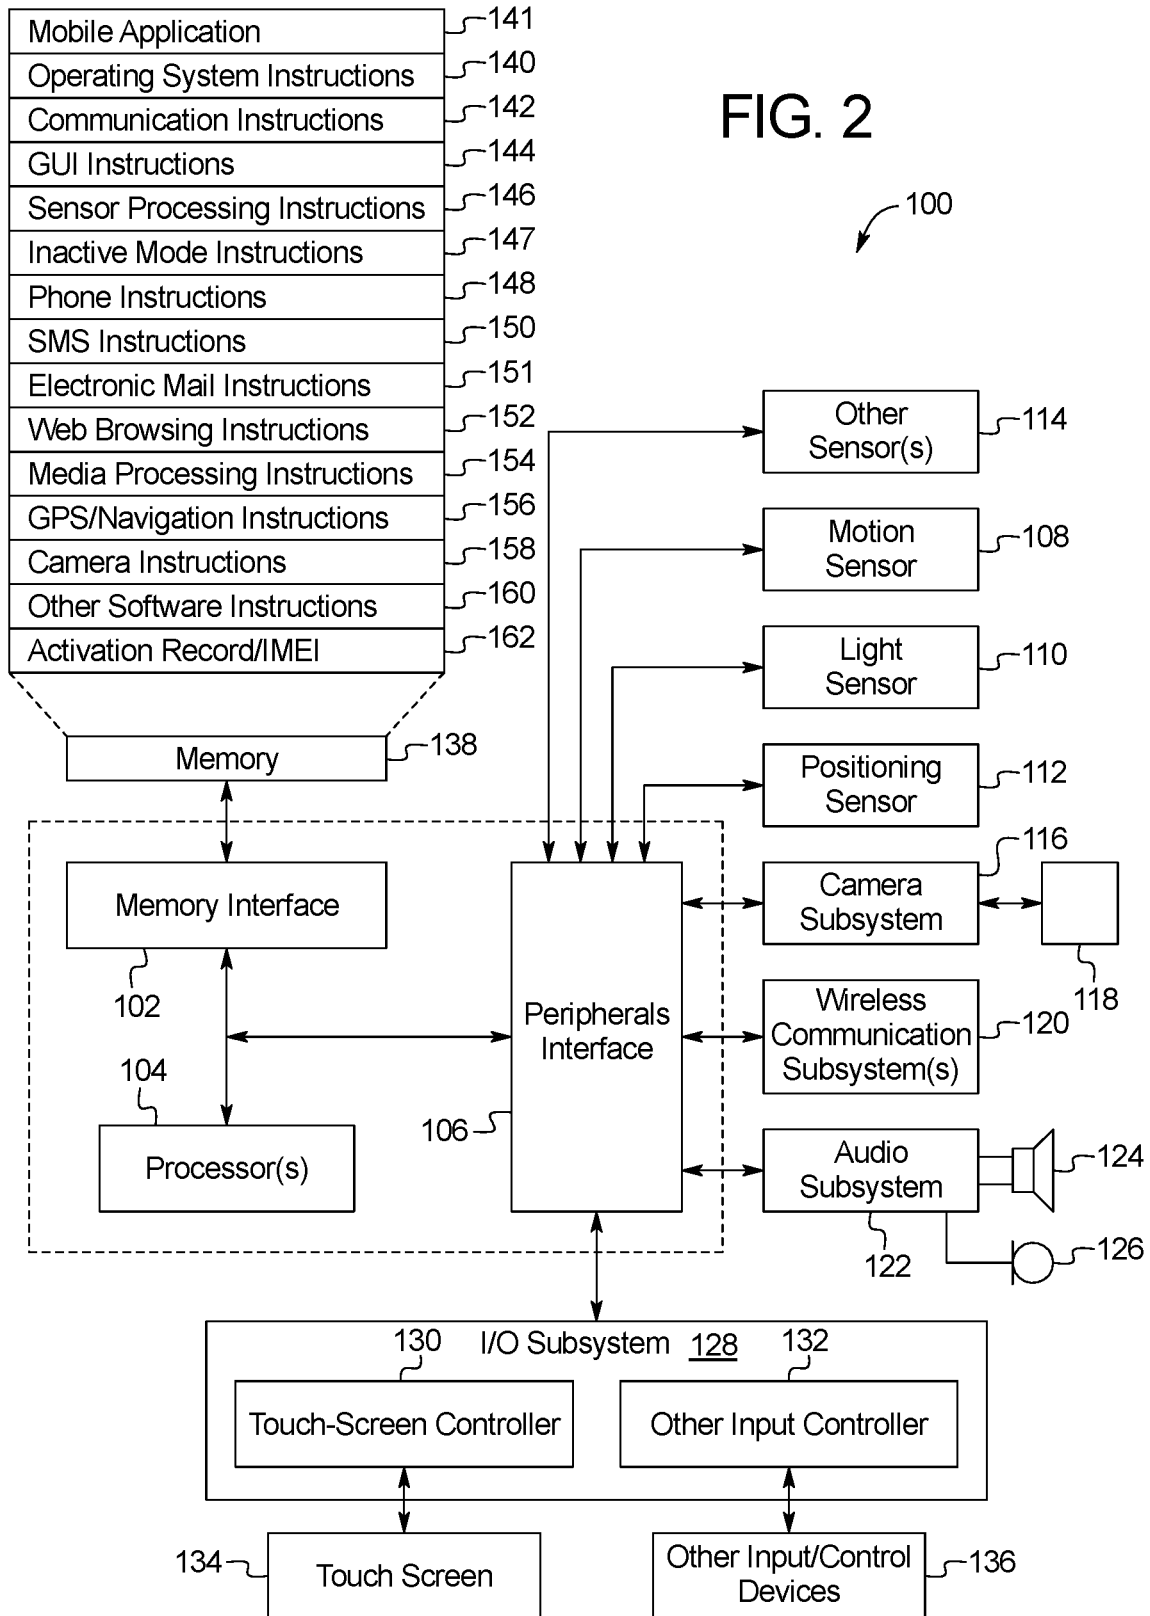 Mobile Application 141
Operating System Instructions 140
Communication Instructions 142
GUI Instructions 144
Sensor Processing Instructions 146
Inactive Mode Instructions 147
Phone Instructions 148
SMS Instructions 150
Electronic Mail Instructions 151
Web Browsing Instructions 152
Media Processing Instructions 154
GPS/Navigation Instructions 156
Camera Instructions 158
Other Software Instructions 160
Activation Record/IMEI 162
FIG. 2
100
Memory 138
Memory Interface
102
104
Processor(s)
Peripherals
Interface
106
Other
Sensor(s)
114
Motion
Sensor
108
Light
Sensor
110
Positioning
Sensor
112
116
Camera
Subsystem
118
Wireless
Communication
Subsystem(s)
120
Audio
Subsystem
122
124
126
I/O Subsystem 128
130
Touch-Screen Controller
132
Other Input Controller
134
Touch Screen
Other Input/Control
Devices
136